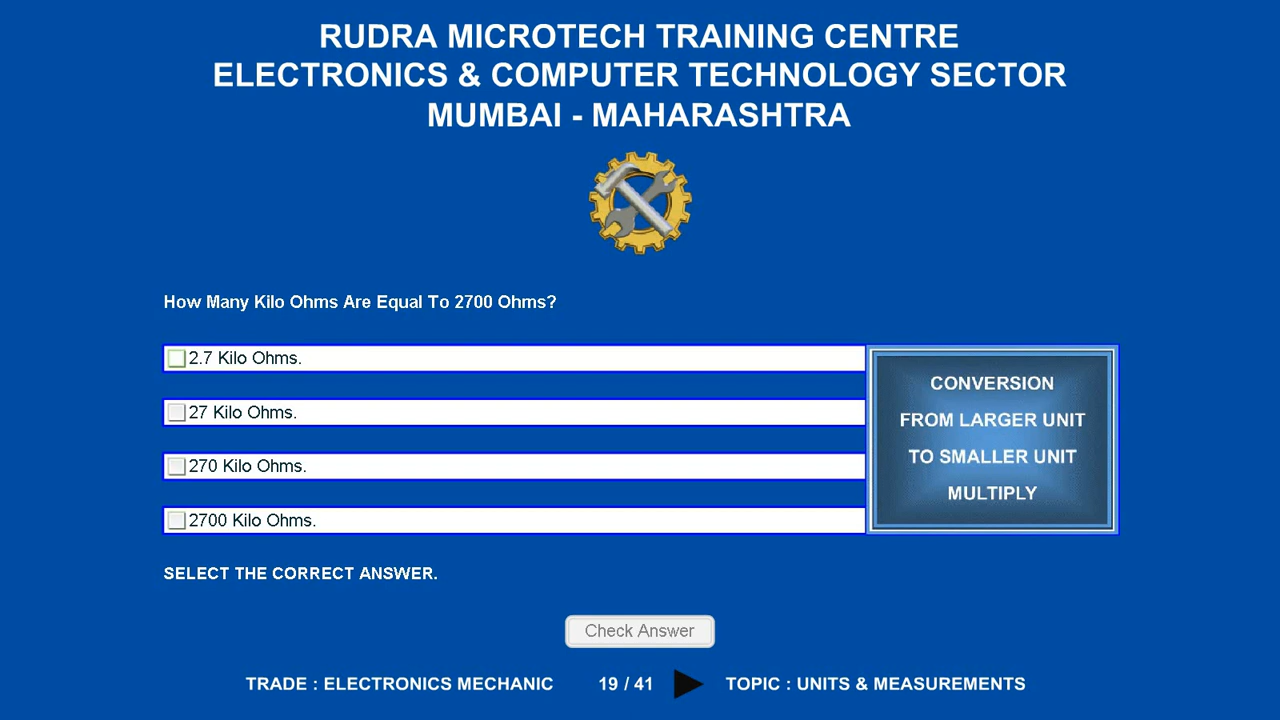 RUDRA MICROTECH TRAINING CENTRE
ELECTRONICS & COMPUTER TECHNOLOGY SECTOR
MUMBAI - MAHARASHTRA
How Many Kilo Ohms Are Equal To 2700 Ohms?
2.7 Kilo Ohms.
27 Kilo Ohms.
270 Kilo Ohms.
2700 Kilo Ohms.
CONVERSION
FROM LARGER UNIT
TO SMALLER UNIT
MULTIPLY
SELECT THE CORRECT ANSWER.
Check Answer
TRADE : ELECTRONICS MECHANIC 19 / 41 TOPIC : UNITS & MEASUREMENTS